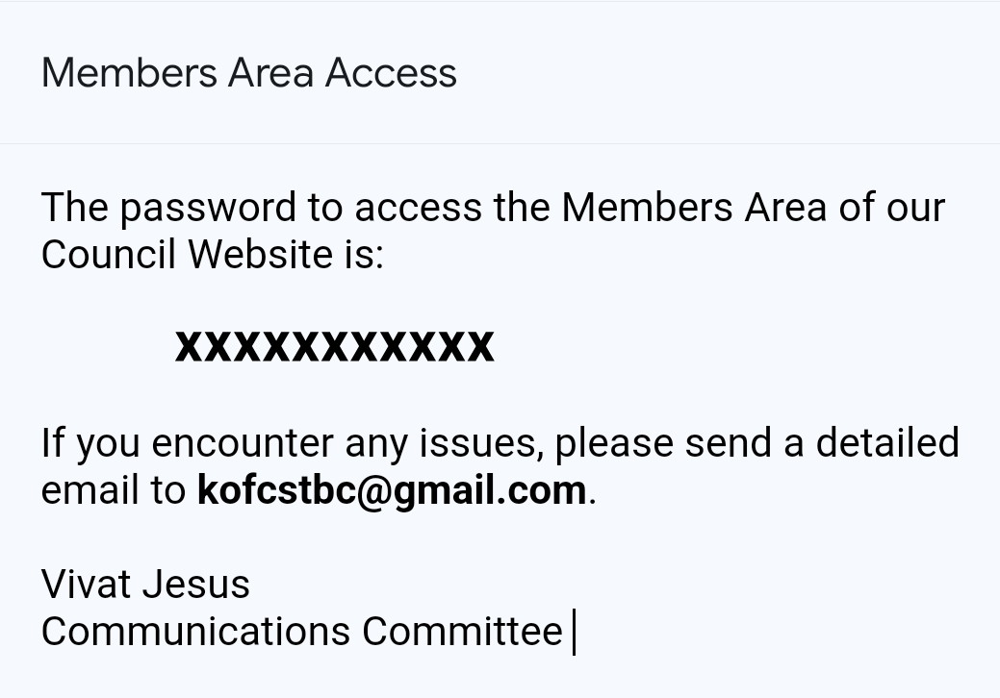 Members Area Access
The password to access the Members Area of our
Council Website is:
xxxxxxxxxxx
If you encounter any issues, please send a detailed
email to kofcstbc@gmail.com.
Vivat Jesus
Communications Committee